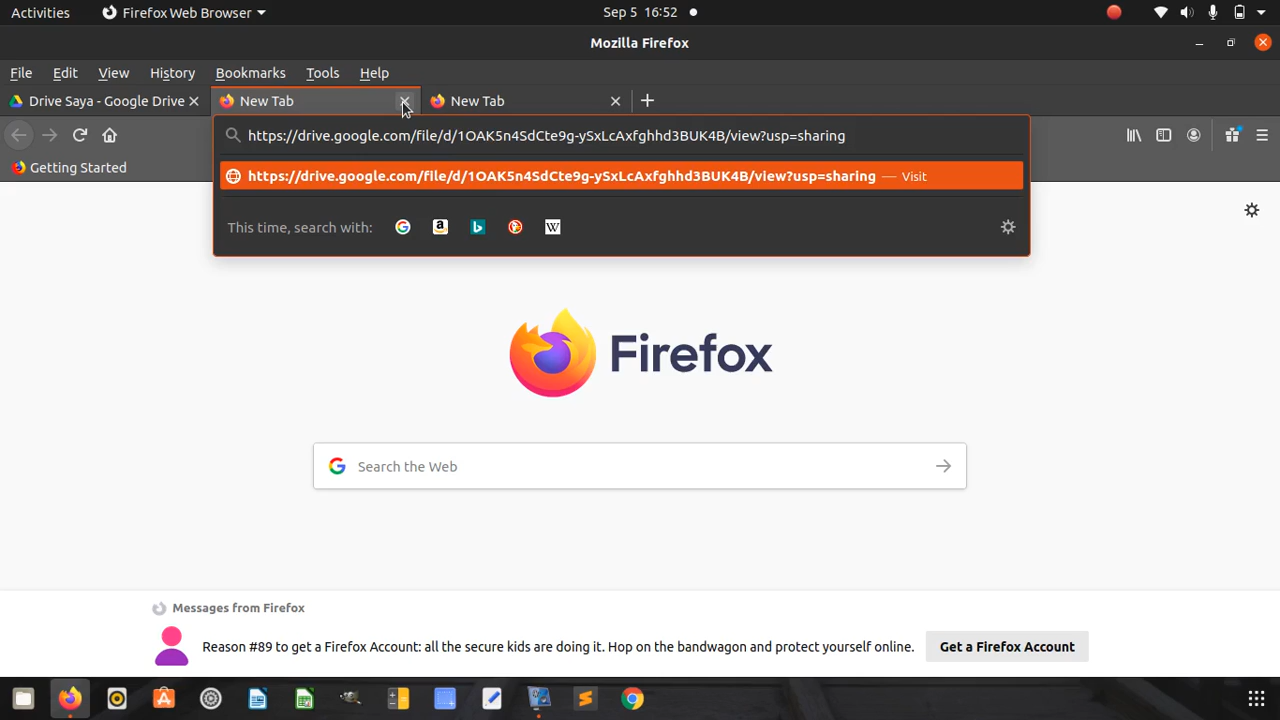 Activities
Firefox Web Browser
Sep 5 16:52
Mozilla Firefox
File Edit View History Bookmarks Tools Help
Drive Saya - Google Drive
New Tab
New Tab
https://drive.google.com/file/d/1OAK5n4SdCte9g-ySxLcAxfghhd3BUK4B/view?usp=sharing
Getting Started
https://drive.google.com/file/d/1OAK5n4SdCte9g-ySxLcAxfghhd3BUK4B/view?usp=sharing — Visit
This time, search with:
Firefox
Search the Web
Messages from Firefox
Reason #89 to get a Firefox Account: all the secure kids are doing it. Hop on the bandwagon and protect yourself online.
Get a Firefox Account